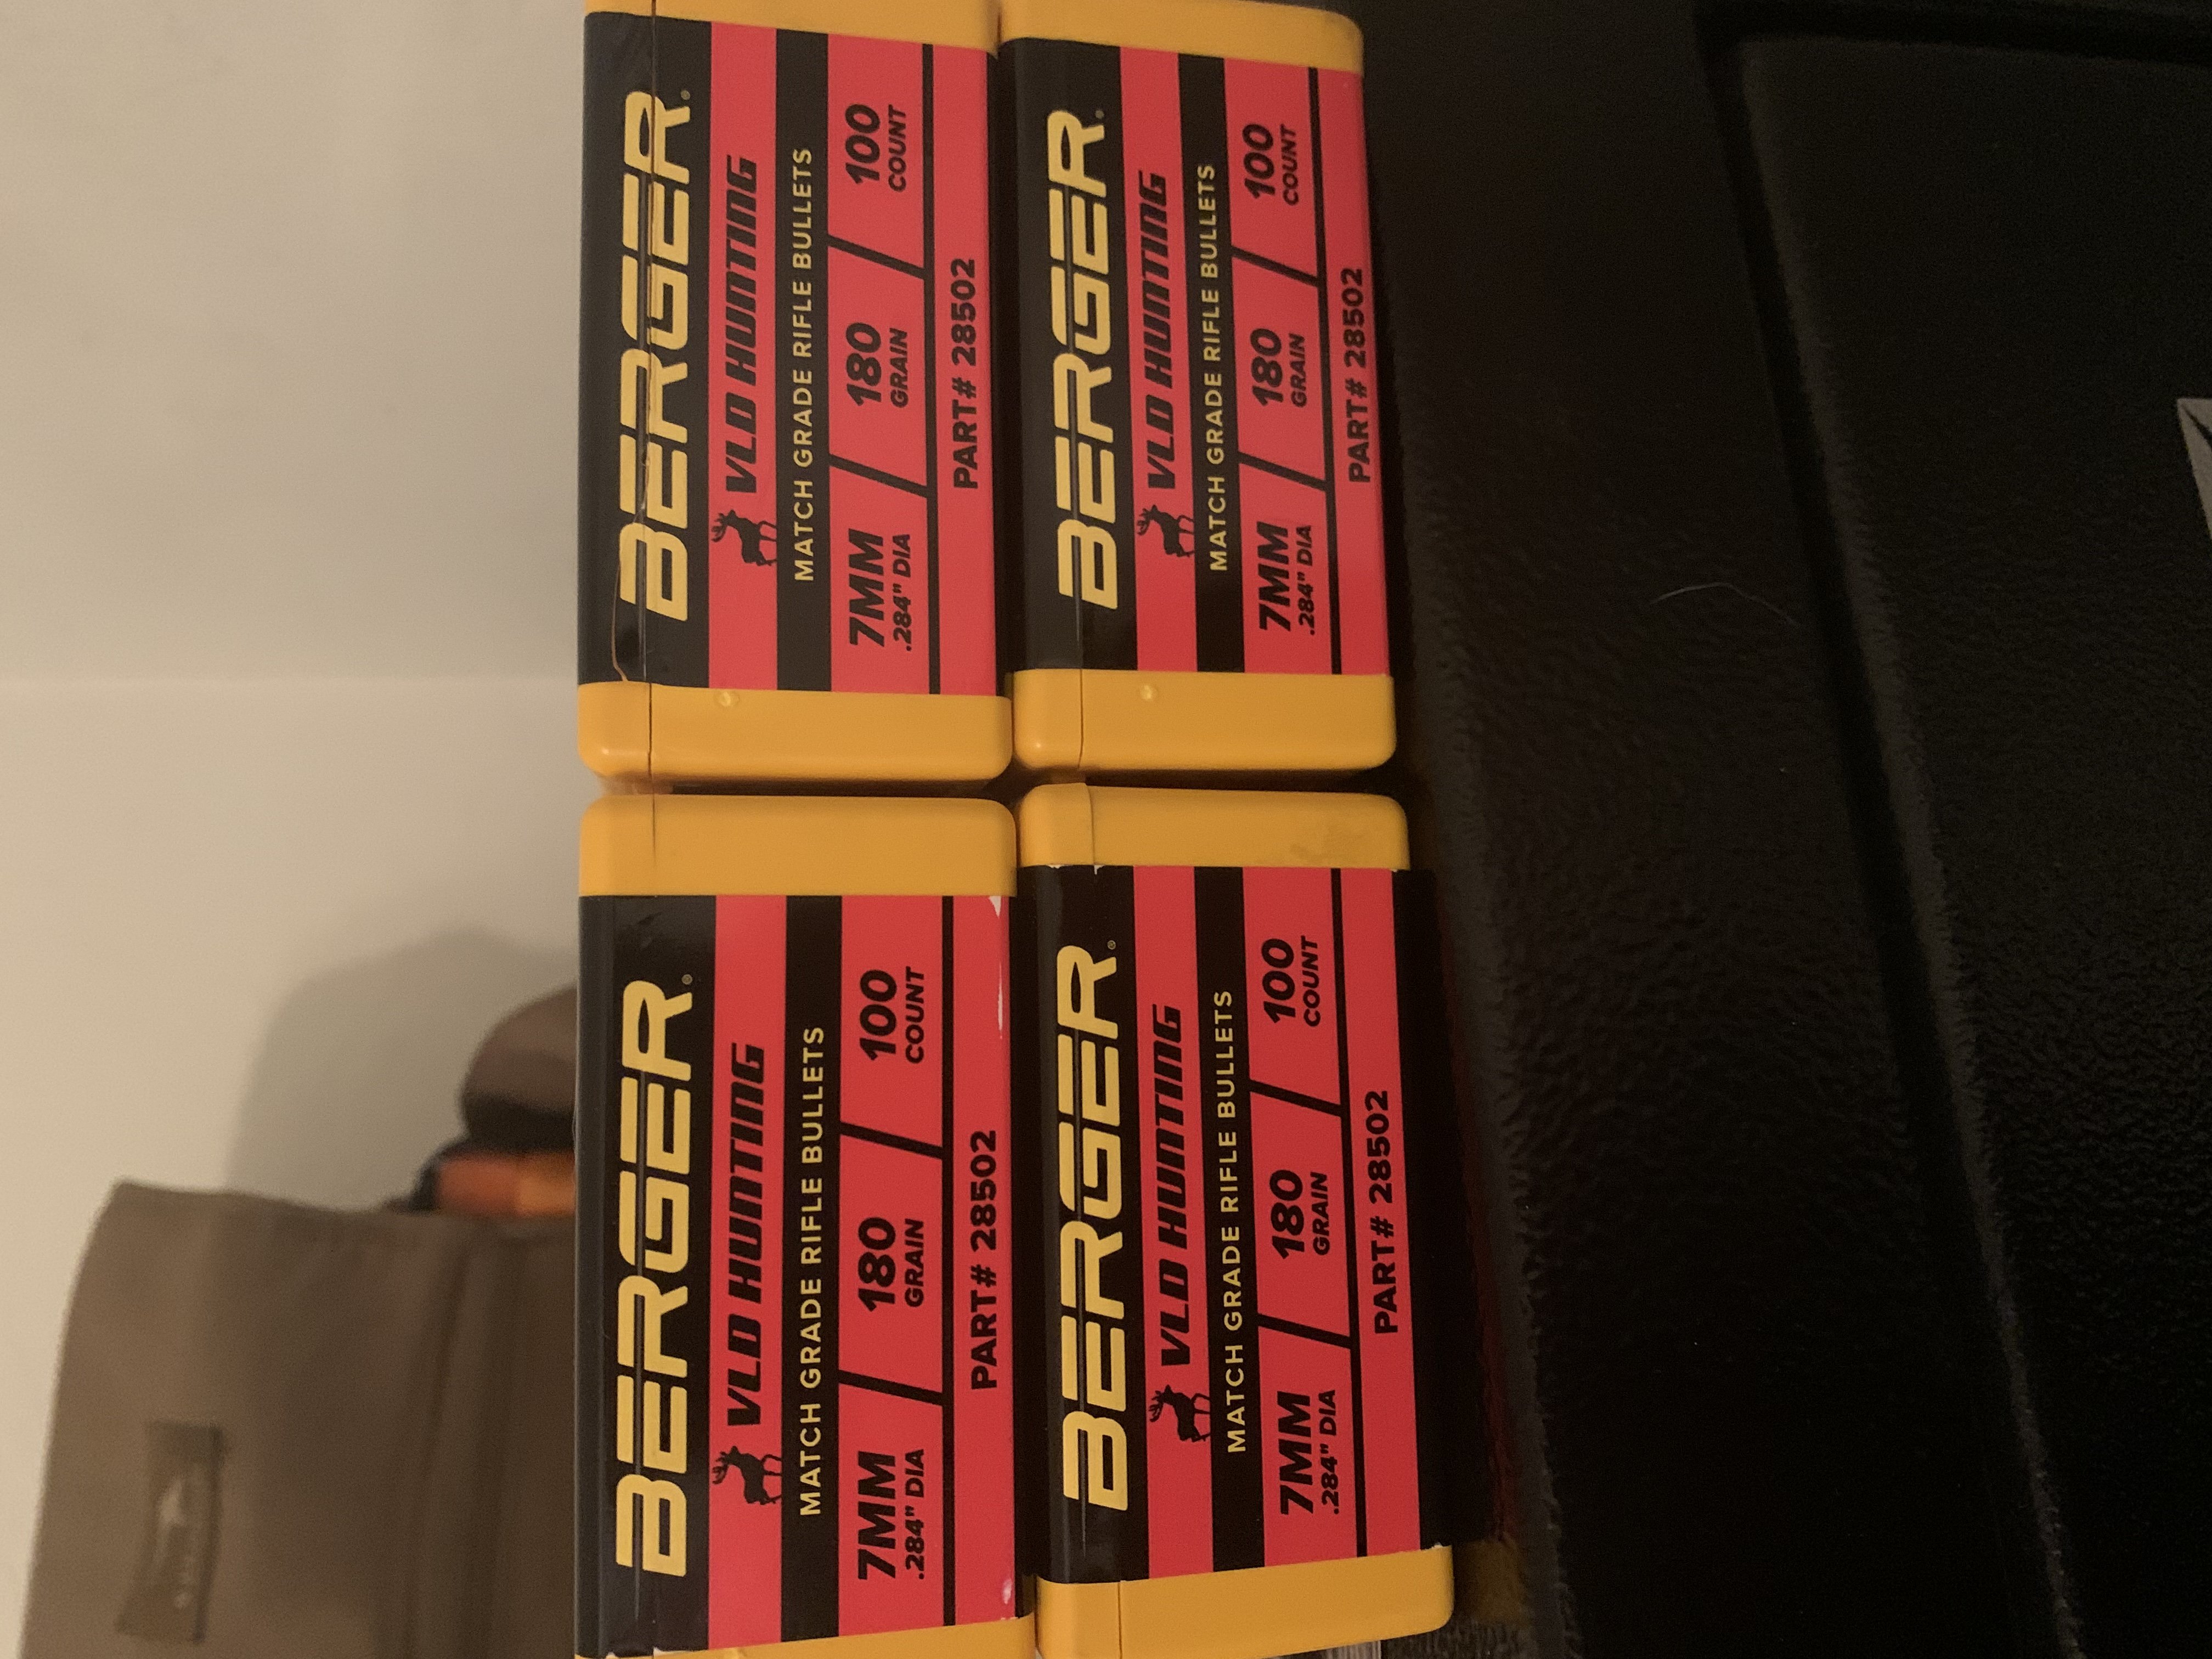 BERGER®
VLD HUNTING
MATCH GRADE RIFLE BULLETS
7MM 180 100
.284" DIA GRAIN COUNT
PART# 28502
BERGER®
VLD HUNTING
MATCH GRADE RIFLE BULLETS
7MM 180 100
.284" DIA GRAIN COUNT
PART# 28502
BERGER®
VLD HUNTING
MATCH GRADE RIFLE BULLETS
7MM 180 100
.284" DIA GRAIN COUNT
PART# 28502
BERGER®
VLD HUNTING
MATCH GRADE RIFLE BULLETS
7MM 180 100
.284" DIA GRAIN COUNT
PART# 28502